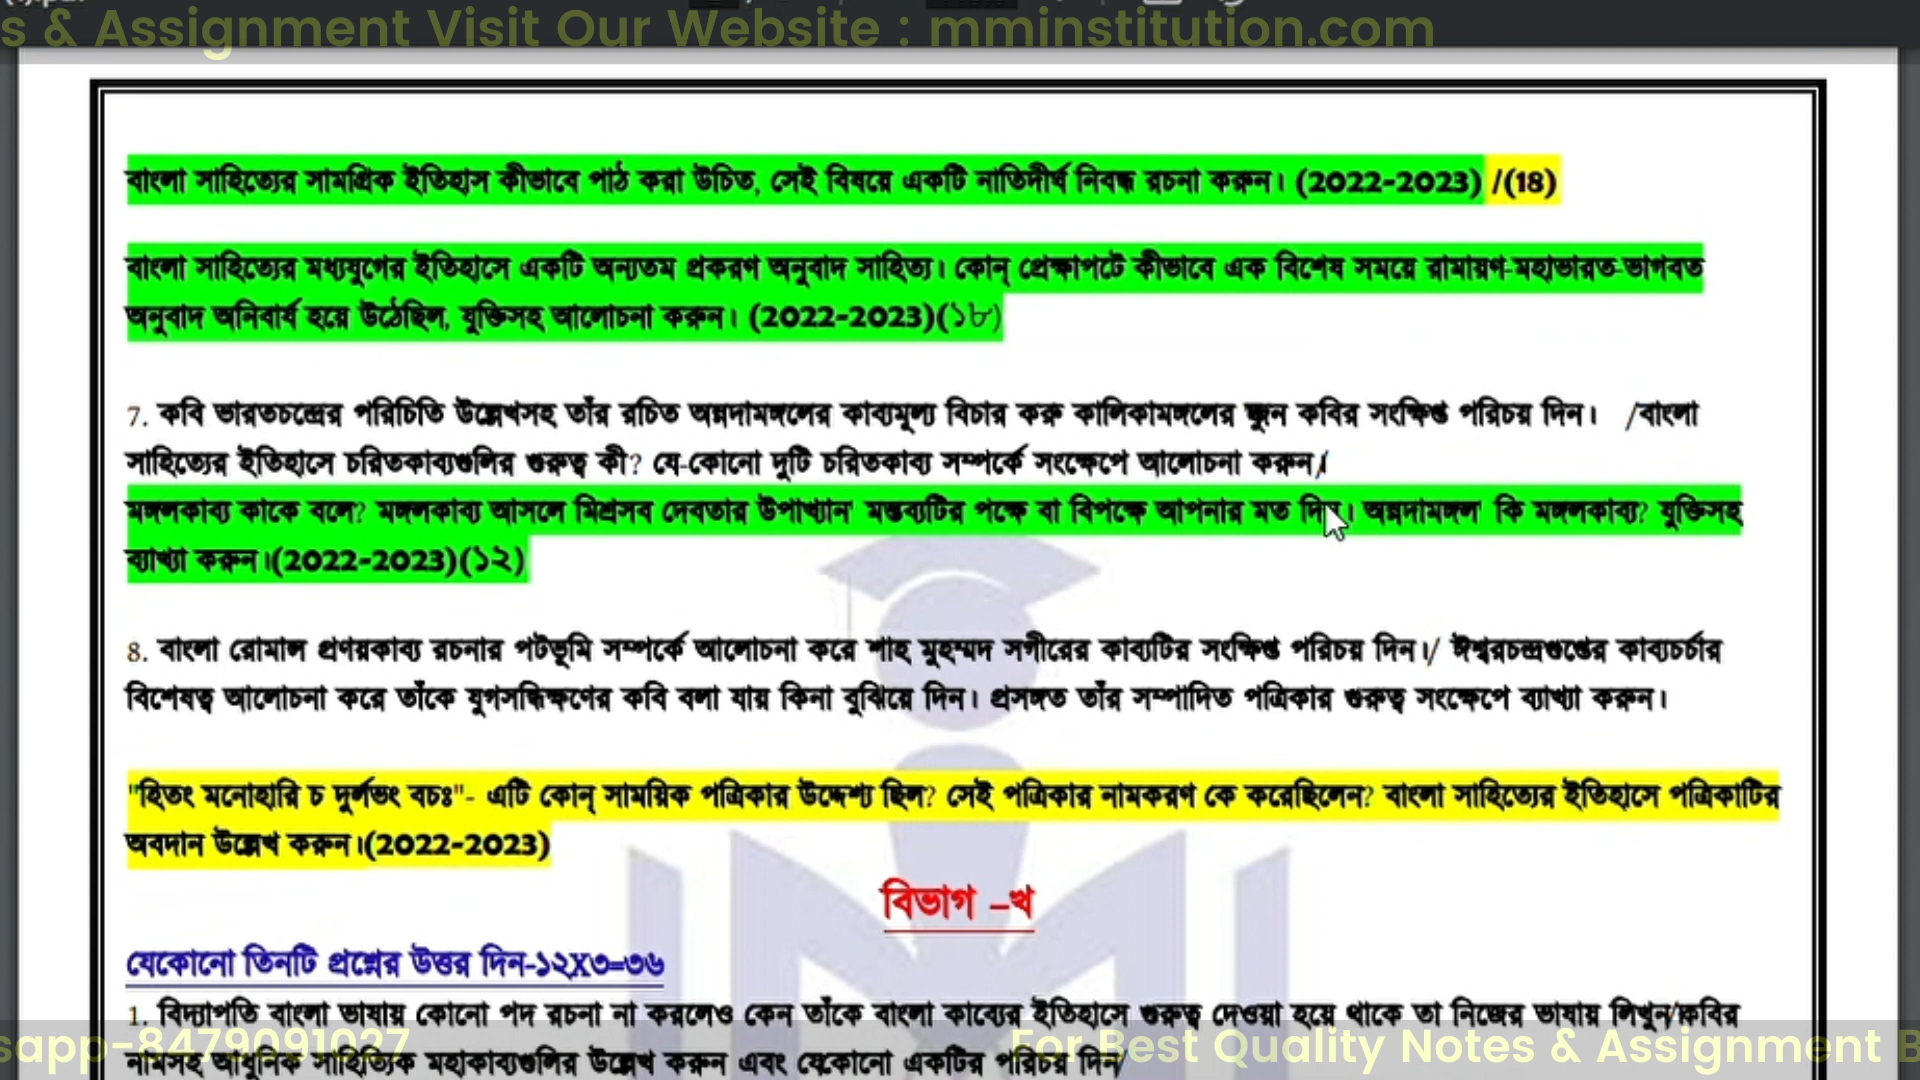 s & Assignment Visit Our Website : mminstitution.com
বাংলা সাহিত্যের সামগ্রিক ইতিহাস কীভাবে পাঠ করা উচিত, সেই বিষয়ে একটি নাতিদীর্ঘ নিবন্ধ রচনা করুন। (2022-2023) /(18)
বাংলা সাহিত্যের মধ্যযুগের ইতিহাসে একটি অন্যতম প্রকরণ অনুবাদ সাহিত্য। কোন্ প্রেক্ষাপটে কীভাবে এক বিশেষ সময়ে রামায়ণ-মহাভারত-ভাগবত
অনুবাদ অনিবার্য হয়ে উঠেছিল, যুক্তিসহ আলোচনা করুন। (2022-2023)(১৮)
7. কবি ভারতচন্দ্রের পরিচিতি উল্লেখসহ তাঁর রচিত অন্নদামঙ্গলের কাব্যমূল্য বিচার করু কালিকামঙ্গলের কবির সংক্ষিপ্ত পরিচয় দিন। /বাংলা
সাহিত্যের ইতিহাসে চরিতকাব্যগুলির গুরুত্ব কী? যে-কোনো দুটি চরিতকাব্য সম্পর্কে সংক্ষেপে আলোচনা করুন,/
মঙ্গলকাব্য কাকে বলে? মঙ্গলকাব্য আসলে মিশ্রসব দেবতার উপাখ্যান' মন্তব্যটির পক্ষে বা বিপক্ষে আপনার মত দিন। অন্নদামঙ্গল' কি মঙ্গলকাব্য? যুক্তিসহ
ব্যাখ্যা করুন।(2022-2023)(১২)
8. বাংলা রোমান্স প্রণয়কাব্য রচনার পটভূমি সম্পর্কে আলোচনা করে শাহ মুহম্মদ সগীরের কাব্যটির সংক্ষিপ্ত পরিচয় দিন।/ ঈশ্বরচন্দ্রগুপ্তের কাব্যচর্চার
বিশেষত্ব আলোচনা করে তাঁকে যুগসন্ধিক্ষণের কবি বলা যায় কিনা বুঝিয়ে দিন। প্রসঙ্গত তাঁর সম্পাদিত পত্রিকার গুরুত্ব সংক্ষেপে ব্যাখ্যা করুন।
"হিতং মনোহারি চ দুর্লভং বচঃ"- এটি কোন্ সাময়িক পত্রিকার উদ্দেশ্য ছিল? সেই পত্রিকার নামকরণ কে করেছিলেন? বাংলা সাহিত্যের ইতিহাসে পত্রিকাটির
অবদান উল্লেখ করুন।(2022-2023)
বিভাগ –খ
যেকোনো তিনটি প্রশ্নের উত্তর দিন-১২X৩=৩৬
1. বিদ্যাপতি বাংলা ভাষায় কোনো পদ রচনা না করলেও কেন তাঁকে বাংলা কাব্যের ইতিহাসে গুরুত্ব দেওয়া হয়ে থাকে তা নিজের ভাষায় লিখুন/কবির
নামসহ আধুনিক সাহিত্যিক মহাকাব্যগুলির উল্লেখ করুন এবং যেকোনো একটির পরিচয় দিন/
sapp-8479091027
For Best Quality Notes & Assignment B